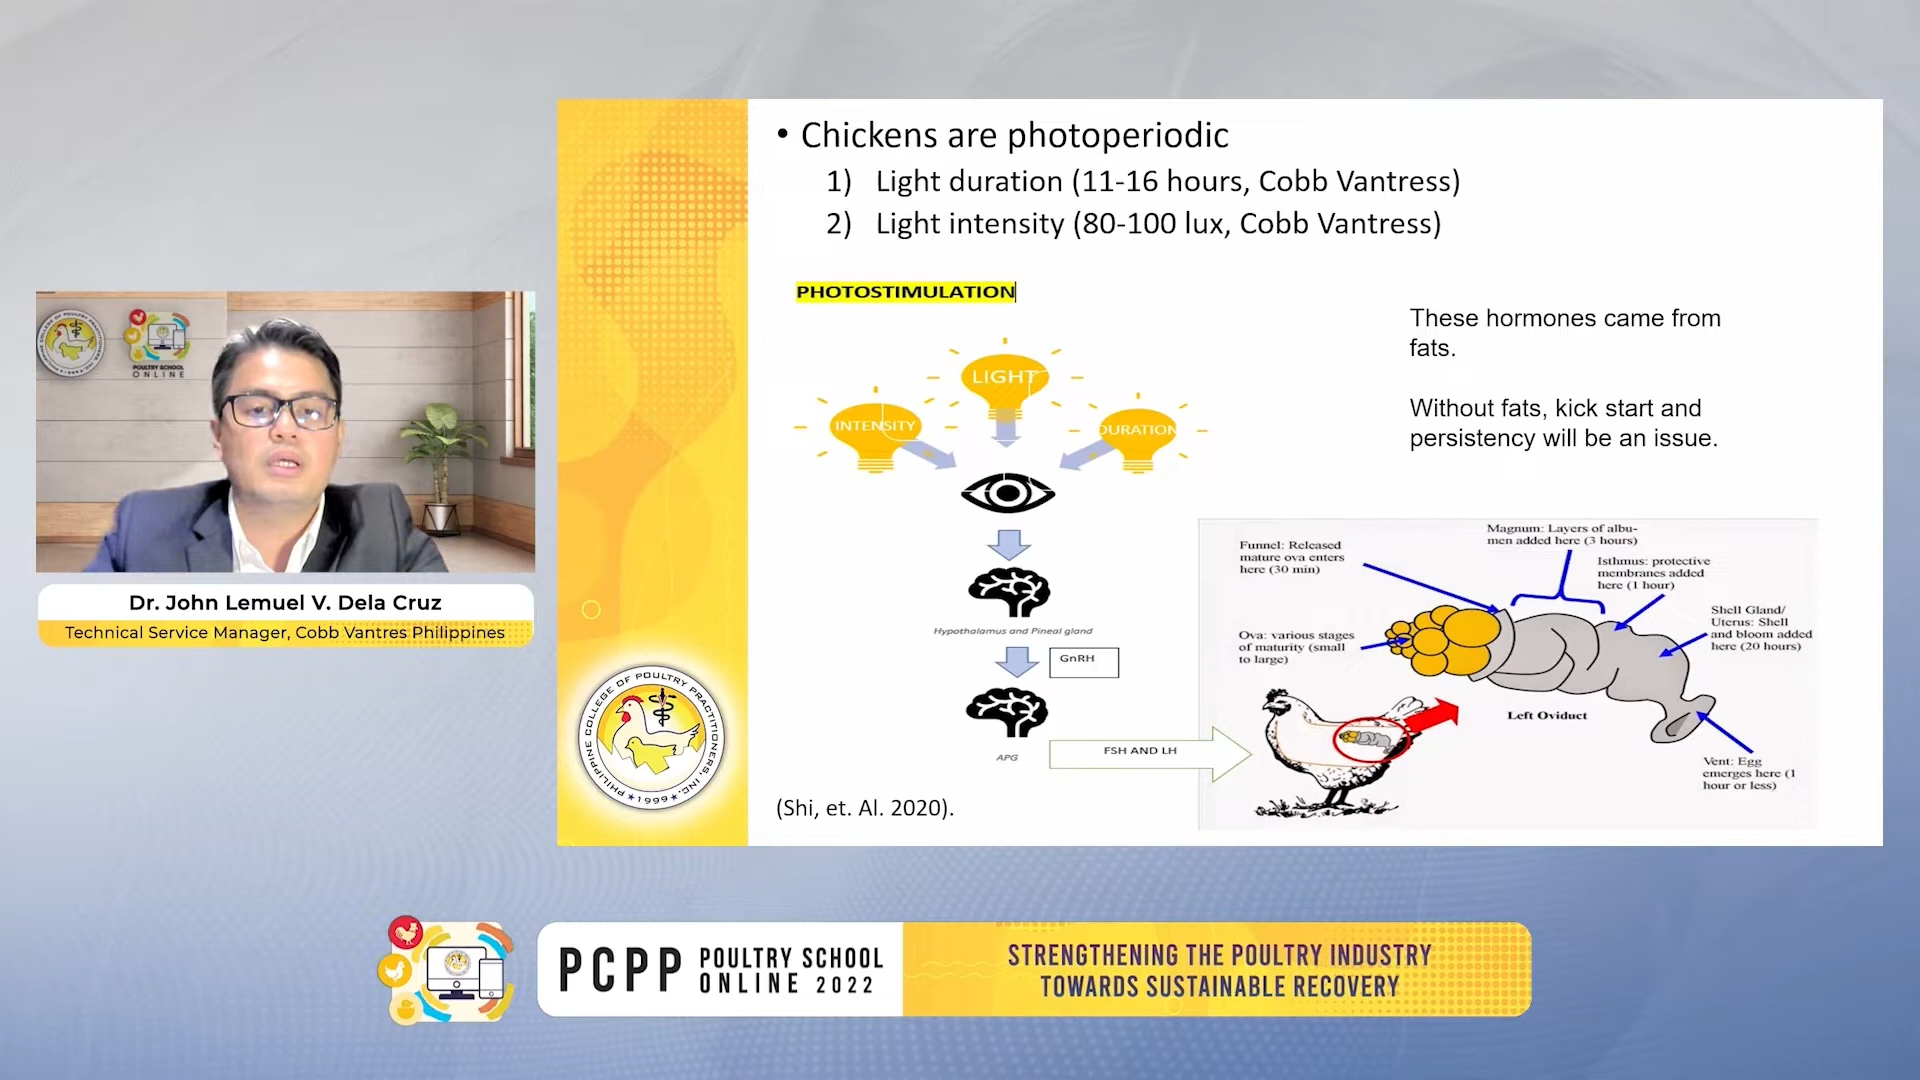 • Chickens are photoperiodic
1) Light duration (11-16 hours, Cobb Vantress)
2) Light intensity (80-100 lux, Cobb Vantress)
PHOTOSTIMULATION
LIGHT
INTENSITY
DURATION
Hypothalamus and Pineal gland
GnRH
APG
FSH AND LH
(Shi, et. Al. 2020).
These hormones came from
fats.
Without fats, kick start and
persistency will be an issue.
Funnel: Released
mature ova enters
here (30 min)
Magnum: Layers of albu-
men added here (3 hours)
Isthmus: protective
membranes added
here (1 hour)
Shell Gland/
Uterus: Shell
and bloom added
here (20 hours)
Ova: various stages
of maturity (small
to large)
Left Oviduct
Vent: Egg
emerges here (1
hour or less)
PHILIPPINE COLLEGE OF POULTRY PRACTITIONERS, INC.
★1999★
POULTRY SCHOOL
ONLINE
Dr. John Lemuel V. Dela Cruz
Technical Service Manager, Cobb Vantres Philippines
PCPP POULTRY SCHOOL
ONLINE 2022
STRENGTHENING THE POULTRY INDUSTRY
TOWARDS SUSTAINABLE RECOVERY